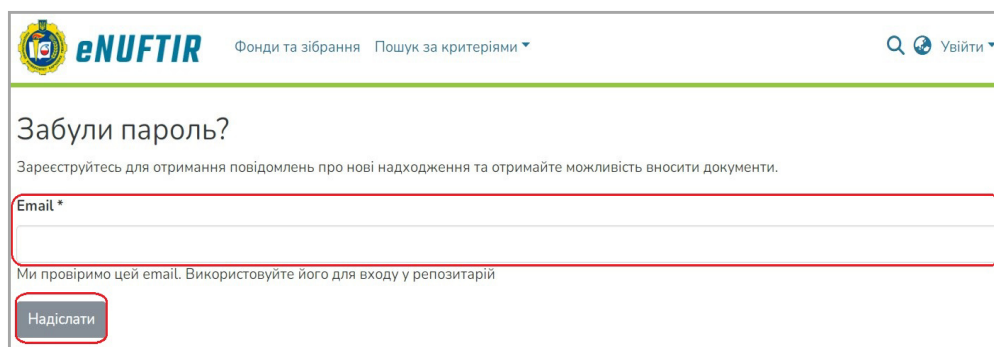 eNUFTIR Фонди та зібрання Пошук за критеріями Увійти
Забули пароль?
Зареєструйтесь для отримання повідомлень про нові надходження та отримайте можливість вносити документи.
Email *
Ми провіримо цей email. Використовуйте його для входу у репозитарій
Надіслати